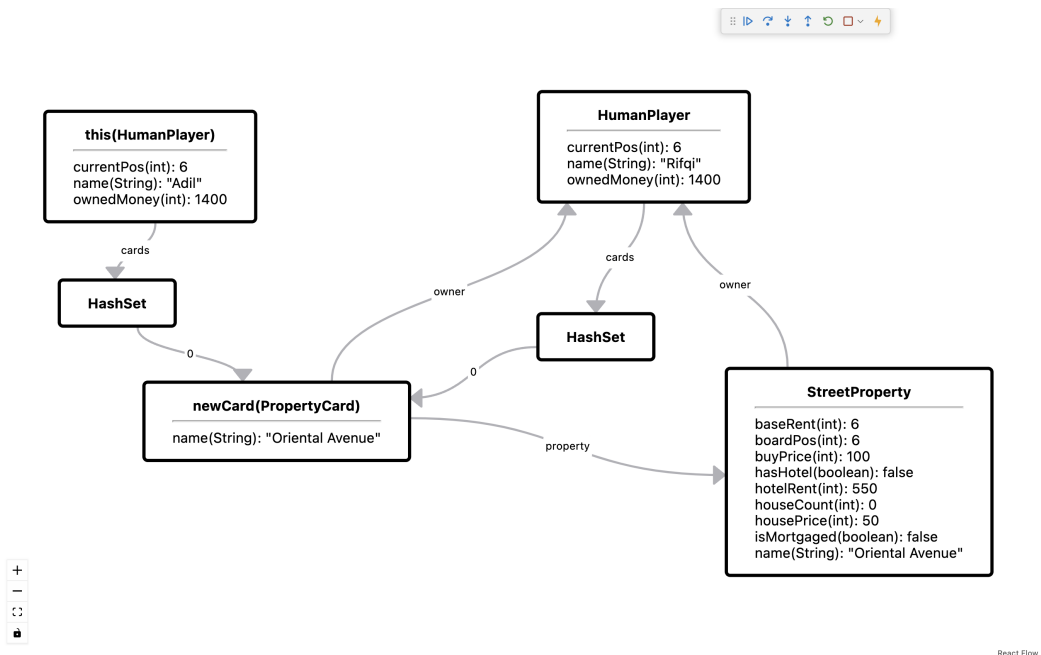 this(HumanPlayer)
currentPos(int): 6
name(String): "Adil"
ownedMoney(int): 1400
HumanPlayer
currentPos(int): 6
name(String): "Rifqi"
ownedMoney(int): 1400
cards
HashSet
0
owner
cards
HashSet
0
owner
newCard(PropertyCard)
name(String): "Oriental Avenue"
property
StreetProperty
baseRent(int): 6
boardPos(int): 6
buyPrice(int): 100
hasHotel(boolean): false
hotelRent(int): 550
houseCount(int): 0
housePrice(int): 50
isMortgaged(boolean): false
name(String): "Oriental Avenue"
React Flow